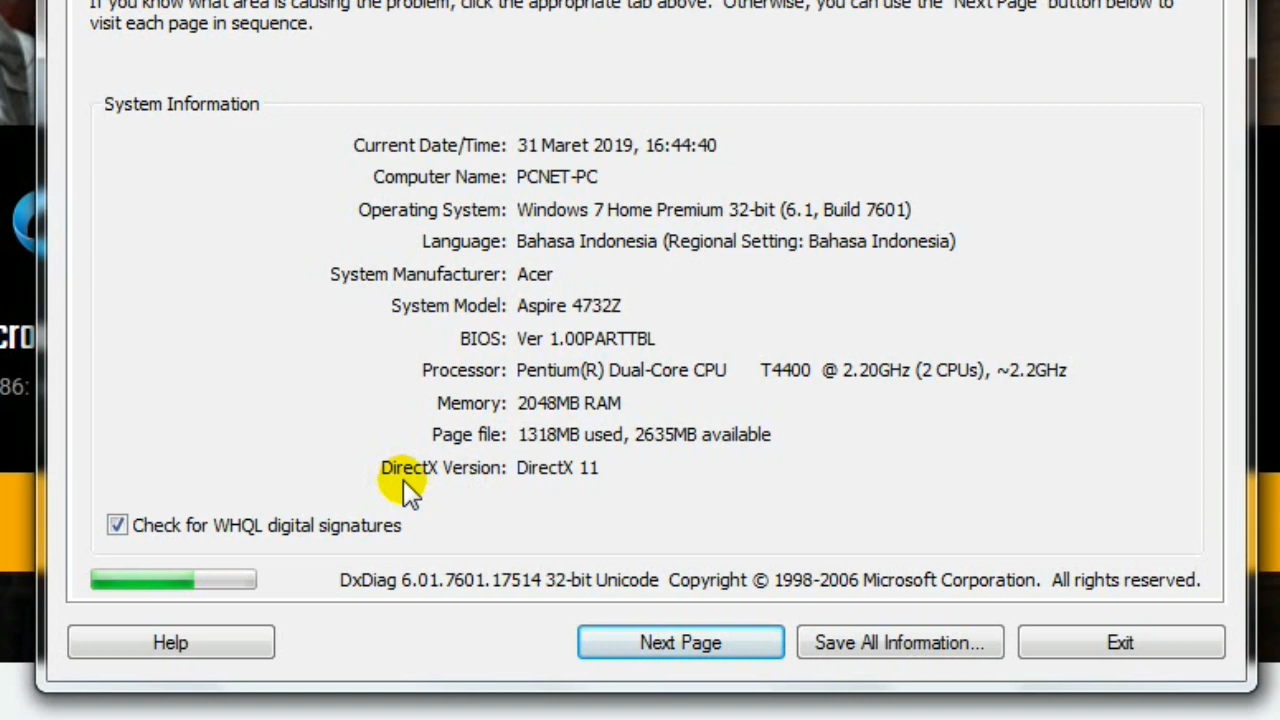 If you know what area is causing the problem, click the appropriate tab above. Otherwise, you can use the "Next Page" button below to
visit each page in sequence.
System Information
Current Date/Time: 31 Maret 2019, 16:44:40
Computer Name: PCNET-PC
Operating System: Windows 7 Home Premium 32-bit (6.1, Build 7601)
Language: Bahasa Indonesia (Regional Setting: Bahasa Indonesia)
System Manufacturer: Acer
System Model: Aspire 4732Z
BIOS: Ver 1.00PARTTBL
cro
Processor: Pentium(R) Dual-Core CPU T4400 @ 2.20GHz (2 CPUs), ~2.2GHz
86:
Memory: 2048MB RAM
Page file: 1318MB used, 2635MB available
DirectX Version: DirectX 11
Check for WHQL digital signatures
DxDiag 6.01.7601.17514 32-bit Unicode Copyright © 1998-2006 Microsoft Corporation. All rights reserved.
Help
Next Page
Save All Information...
Exit